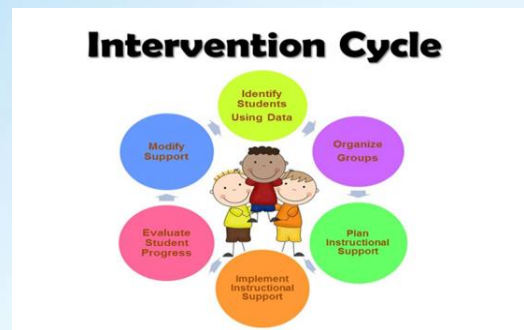 Intervention Cycle
Identify
Students
Using Data
Organize
Groups
Plan
Instructional
Support
Implement
Instructional
Support
Evaluate
Student
Progress
Modify
Support